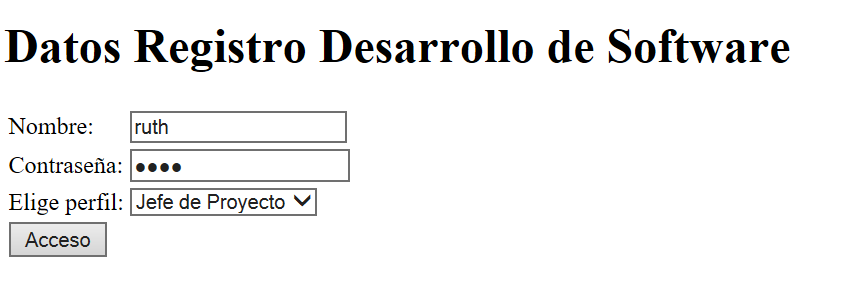 Datos Registro Desarrollo de Software
Nombre: ruth
Contraseña: ••••
Elige perfil: Jefe de Proyecto
Acceso